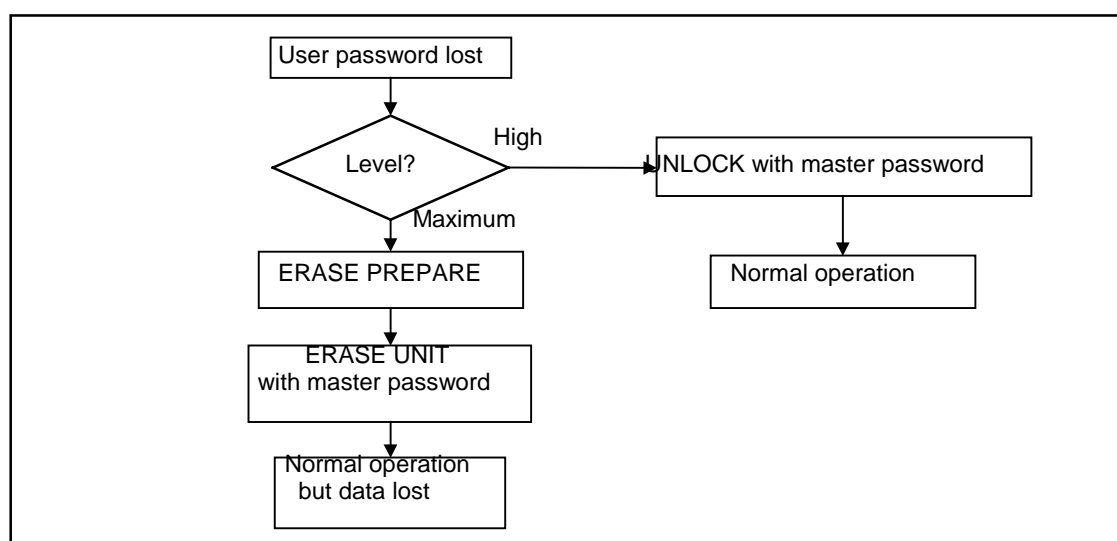 User password lost
High
Level?
UNLOCK with master password
Maximum
ERASE PREPARE
Normal operation
ERASE UNIT
with master password
Normal operation
but data lost